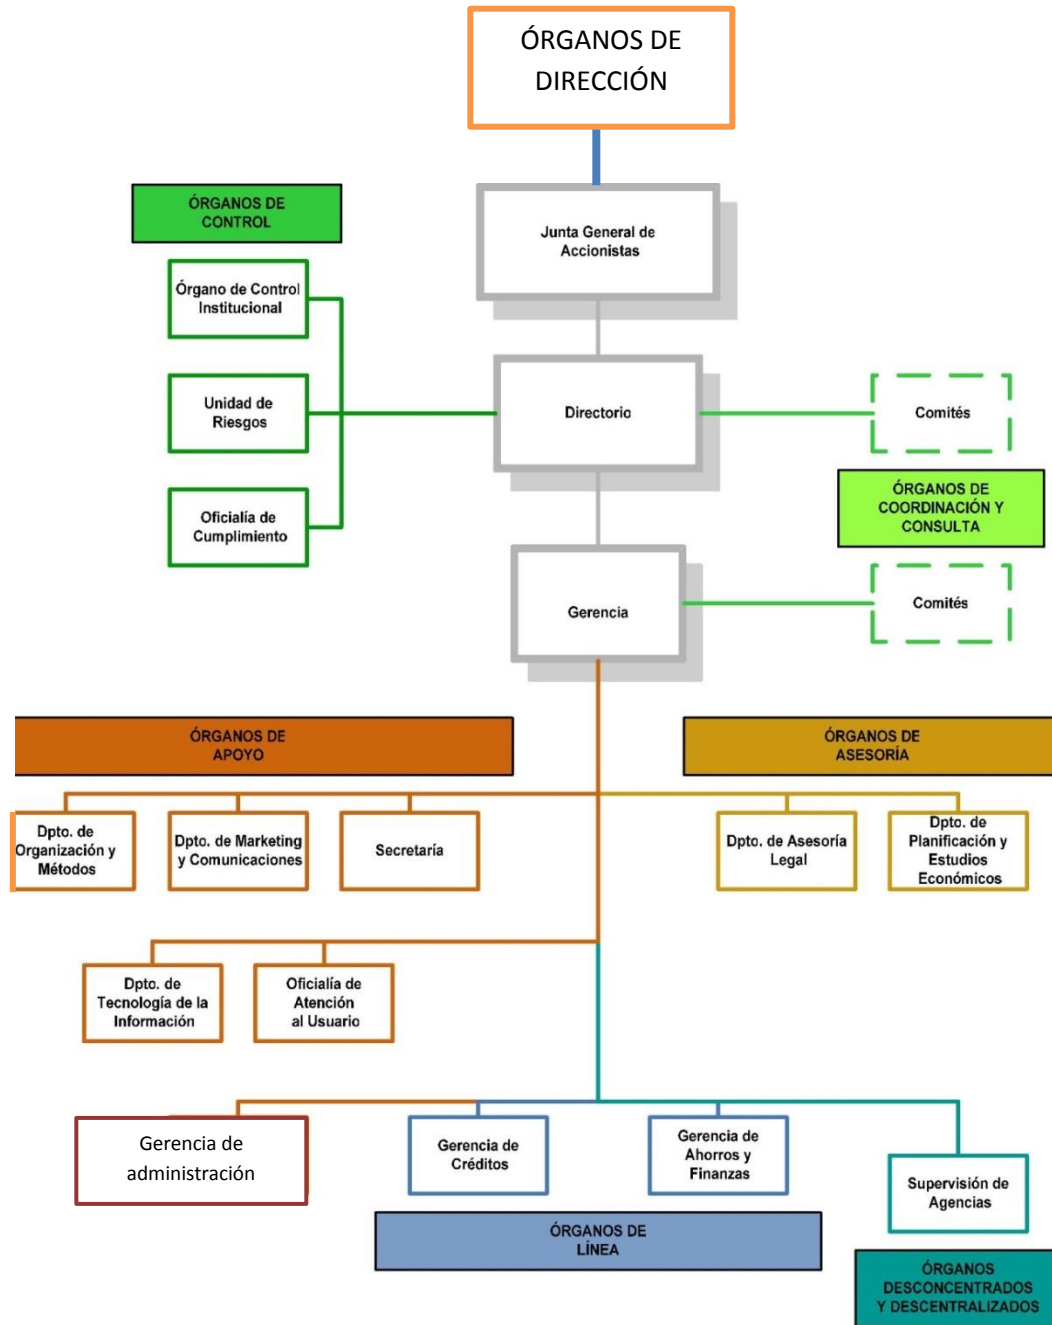 ÓRGANOS DE
DIRECCIÓN
ÓRGANOS DE
CONTROL
Junta General de
Accionistas
Órgano de Control
Institucional
Unidad de
Riesgos
Directorio
Comités
Oficialía de
Cumplimiento
ÓRGANOS DE
COORDINACIÓN Y
CONSULTA
Gerencia
Comités
ÓRGANOS DE
APOYO
ÓRGANOS DE
ASESORÍA
Dpto. de
Organización y
Métodos
Dpto. de Marketing
y Comunicaciones
Secretaría
Dpto. de Asesoría
Legal
Dpto. de
Planificación y
Estudios
Económicos
Dpto. de
Tecnología de la
Información
Oficialía de
Atención
al Usuario
Gerencia de
administración
Gerencia de
Créditos
Gerencia de
Ahorros y
Finanzas
Supervisión de
Agencias
ÓRGANOS DE
LÍNEA
ÓRGANOS
DESCONCENTRADOS
Y DESCENTRALIZADOS